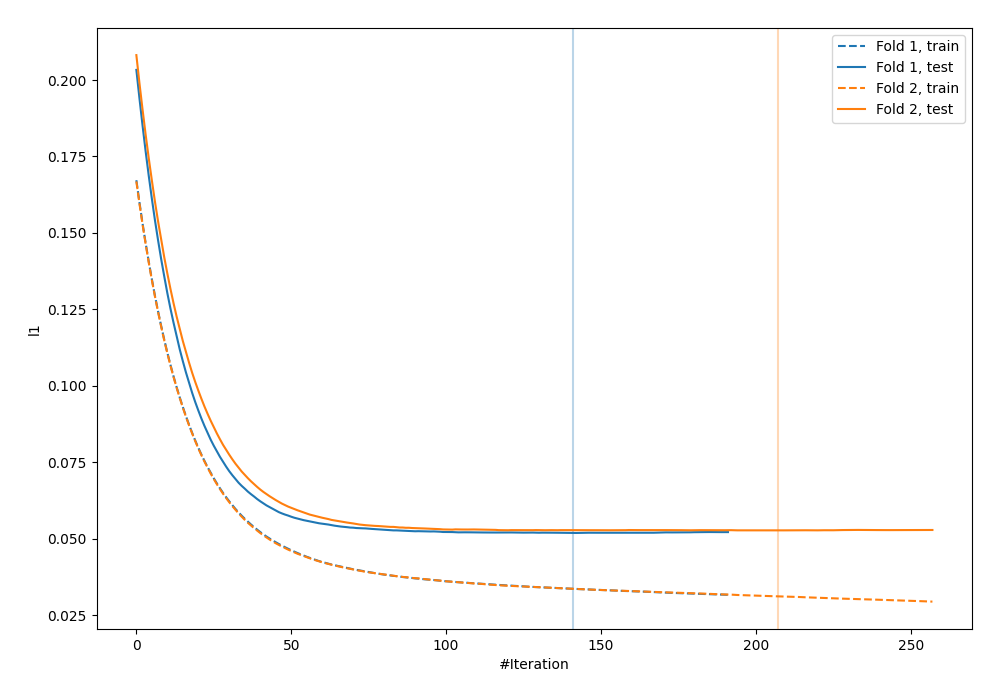 Fold 1, train
Fold 1, test
Fold 2, train
Fold 2, test
0.200
0.175
0.150
0.125
0.100
0.075
0.050
0.025
l1
0
50
100
150
200
250
#Iteration